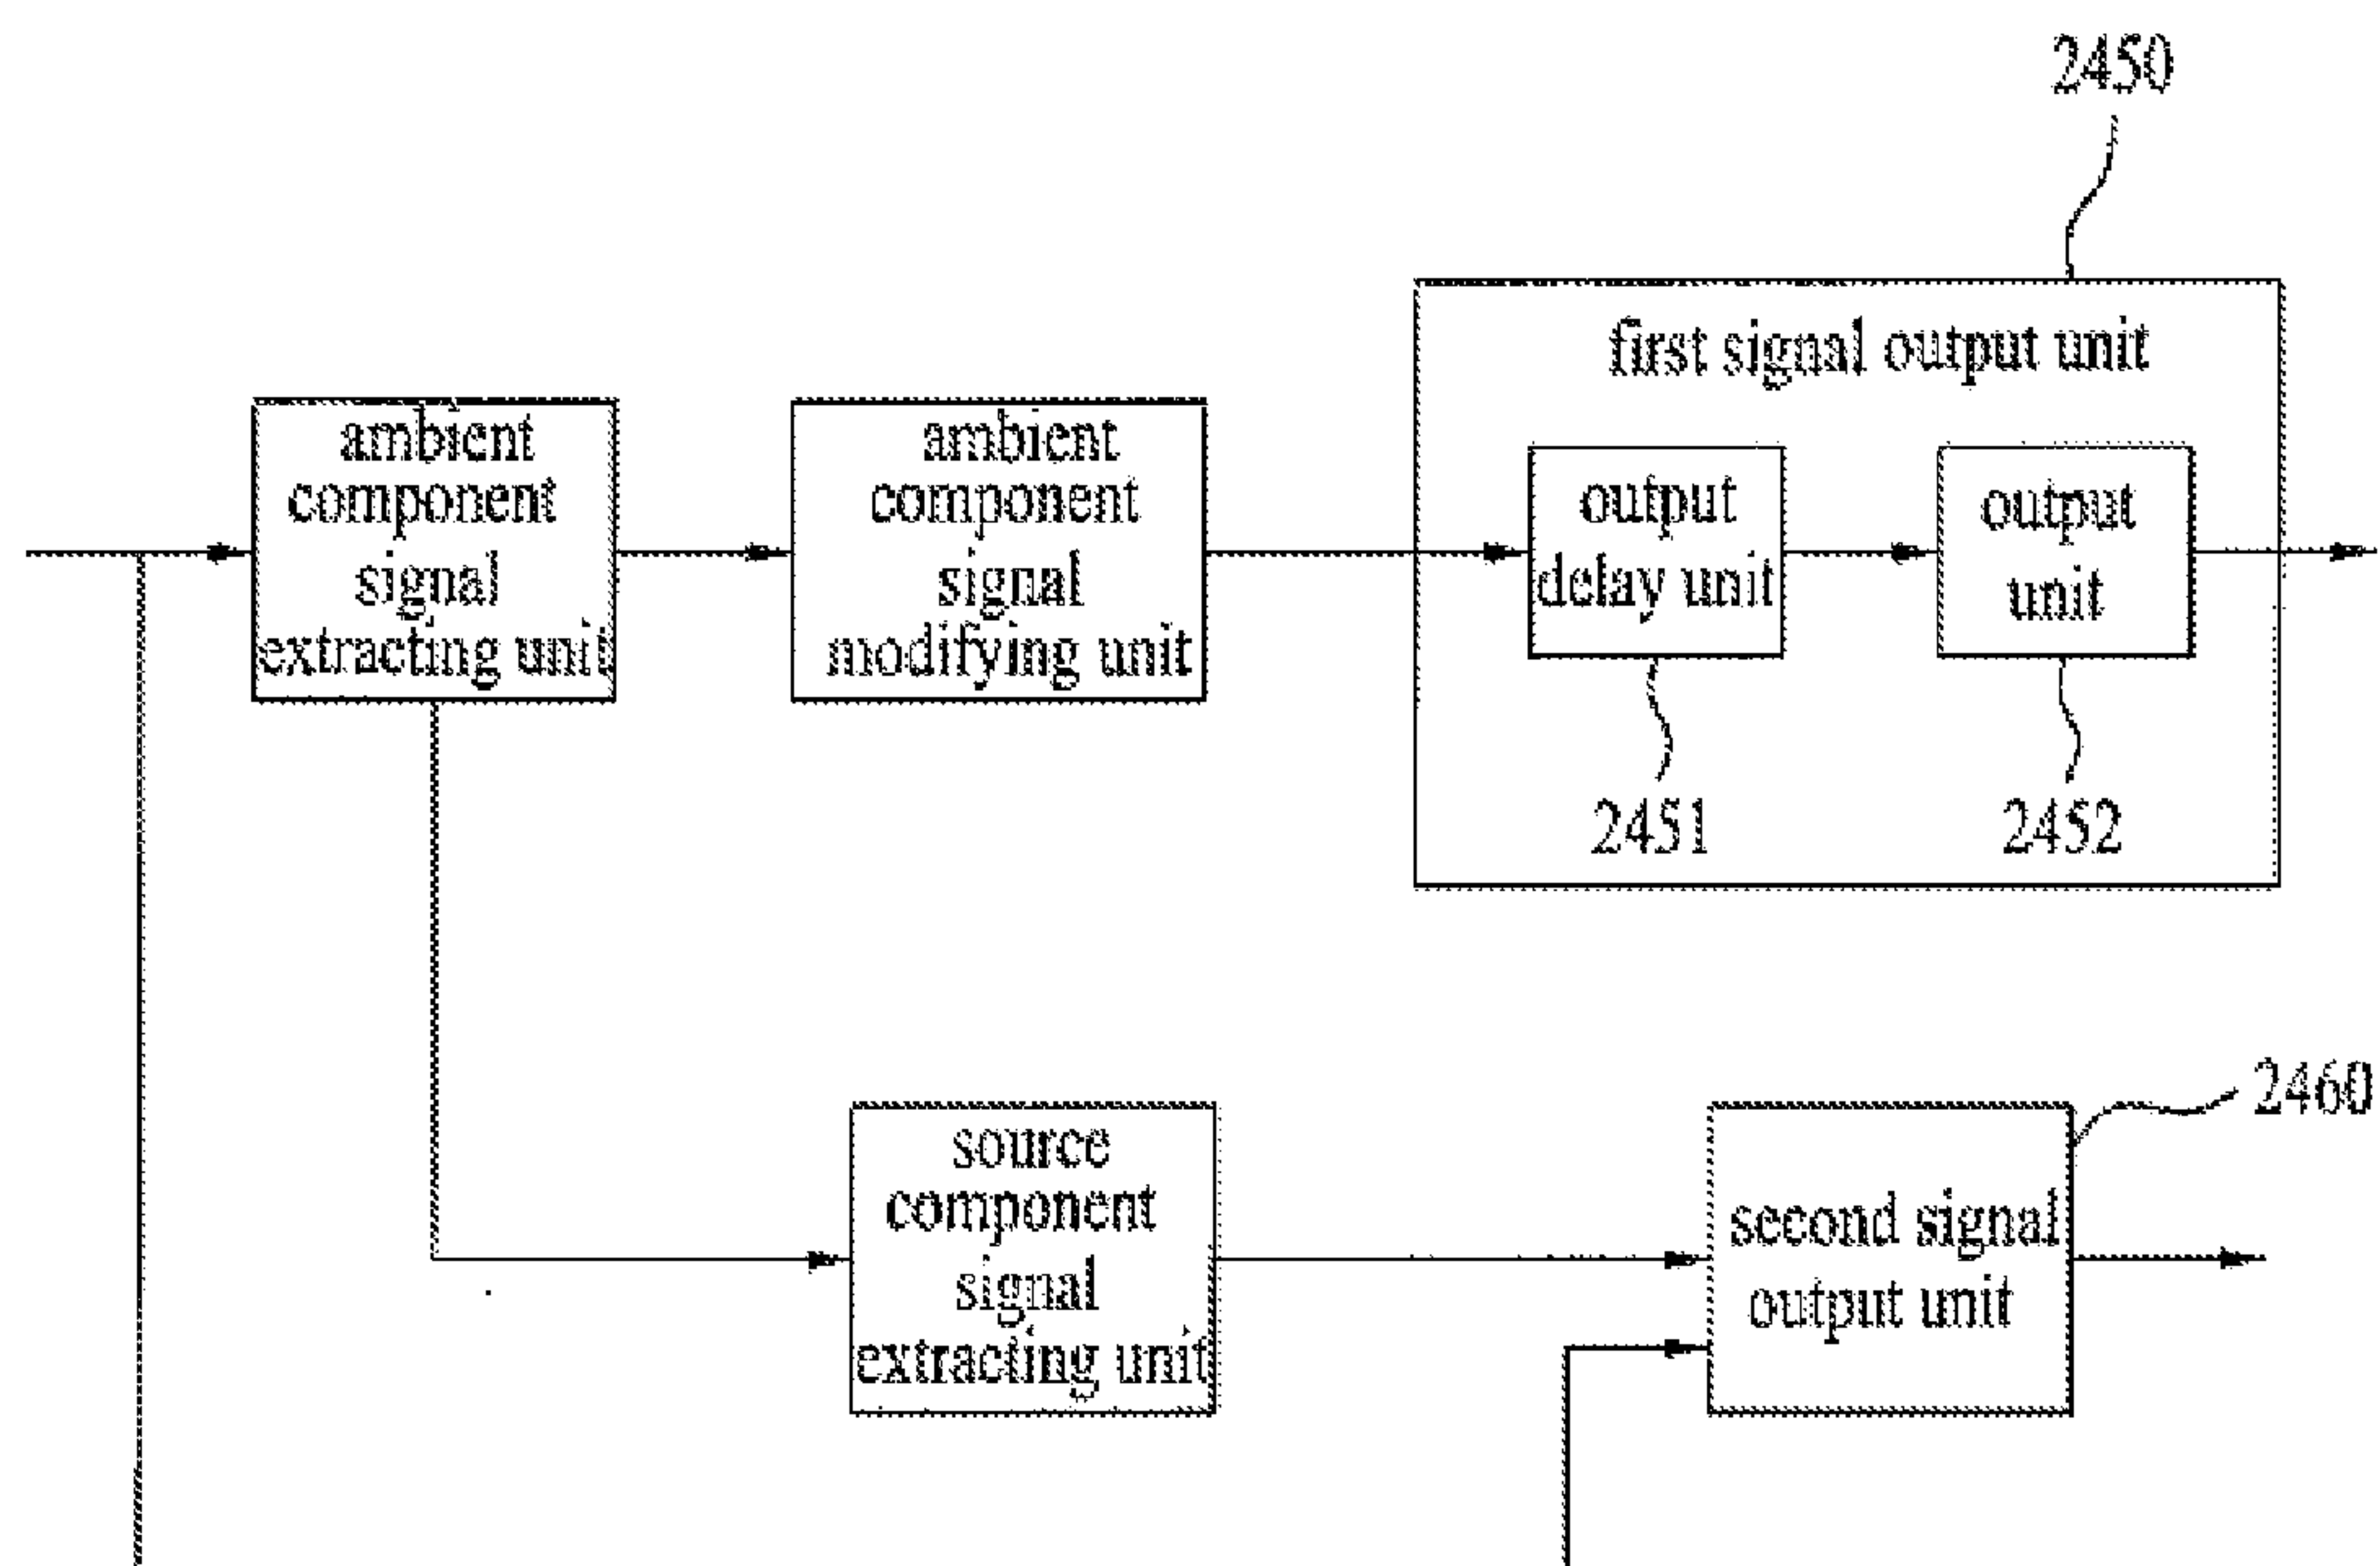 2450
first signal output unit
ambient
component
signal
extracting unit
ambient
component
signal
modifying unit
output
delay unit
output
unit
2451
2452
source
component
signal
extracting unit
second signal
output unit
2460